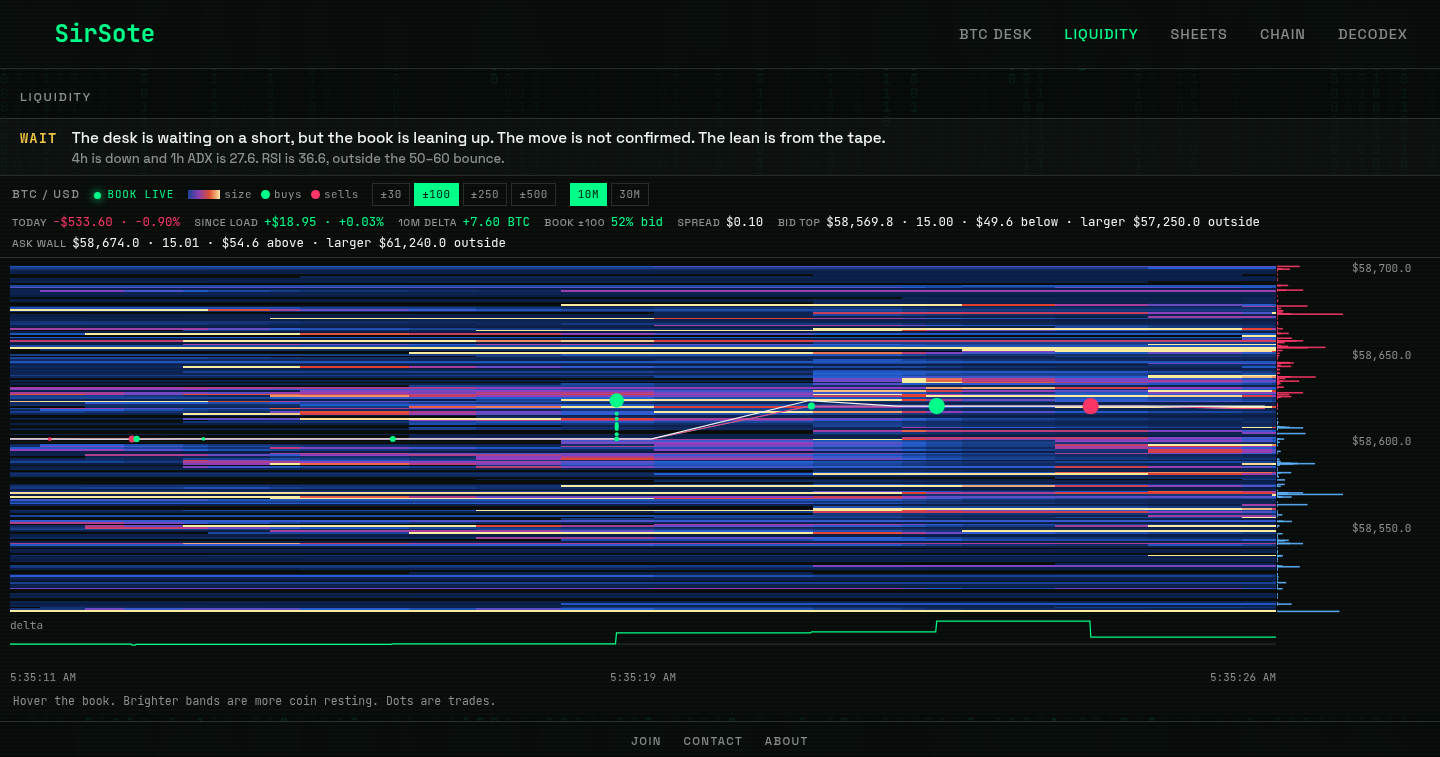 SirSote
BTC DESK LIQUIDITY SHEETS CHAIN DECODEX
LIQUIDITY
WAIT The desk is waiting on a short, but the book is leaning up. The move is not confirmed. The lean is from the tape.
4h is down and 1h ADX is 27.6. RSI is 36.6, outside the 50–60 bounce.
BTC / USD BOOK LIVE size buys sells ±30 ±100 ±250 ±500 10M 30M
TODAY -$533.60 · -0.90% SINCE LOAD +$18.95 · +0.03% 10M DELTA +7.60 BTC BOOK ±100 52% bid SPREAD $0.10 BID TOP $58,569.8 · 15.00 · $49.6 below · larger $57,250.0 outside
ASK WALL $58,674.0 · 15.01 · $54.6 above · larger $61,240.0 outside
$58,700.0
$58,650.0
$58,600.0
$58,550.0
delta
5:35:11 AM 5:35:19 AM 5:35:26 AM
Hover the book. Brighter bands are more coin resting. Dots are trades.
JOIN CONTACT ABOUT